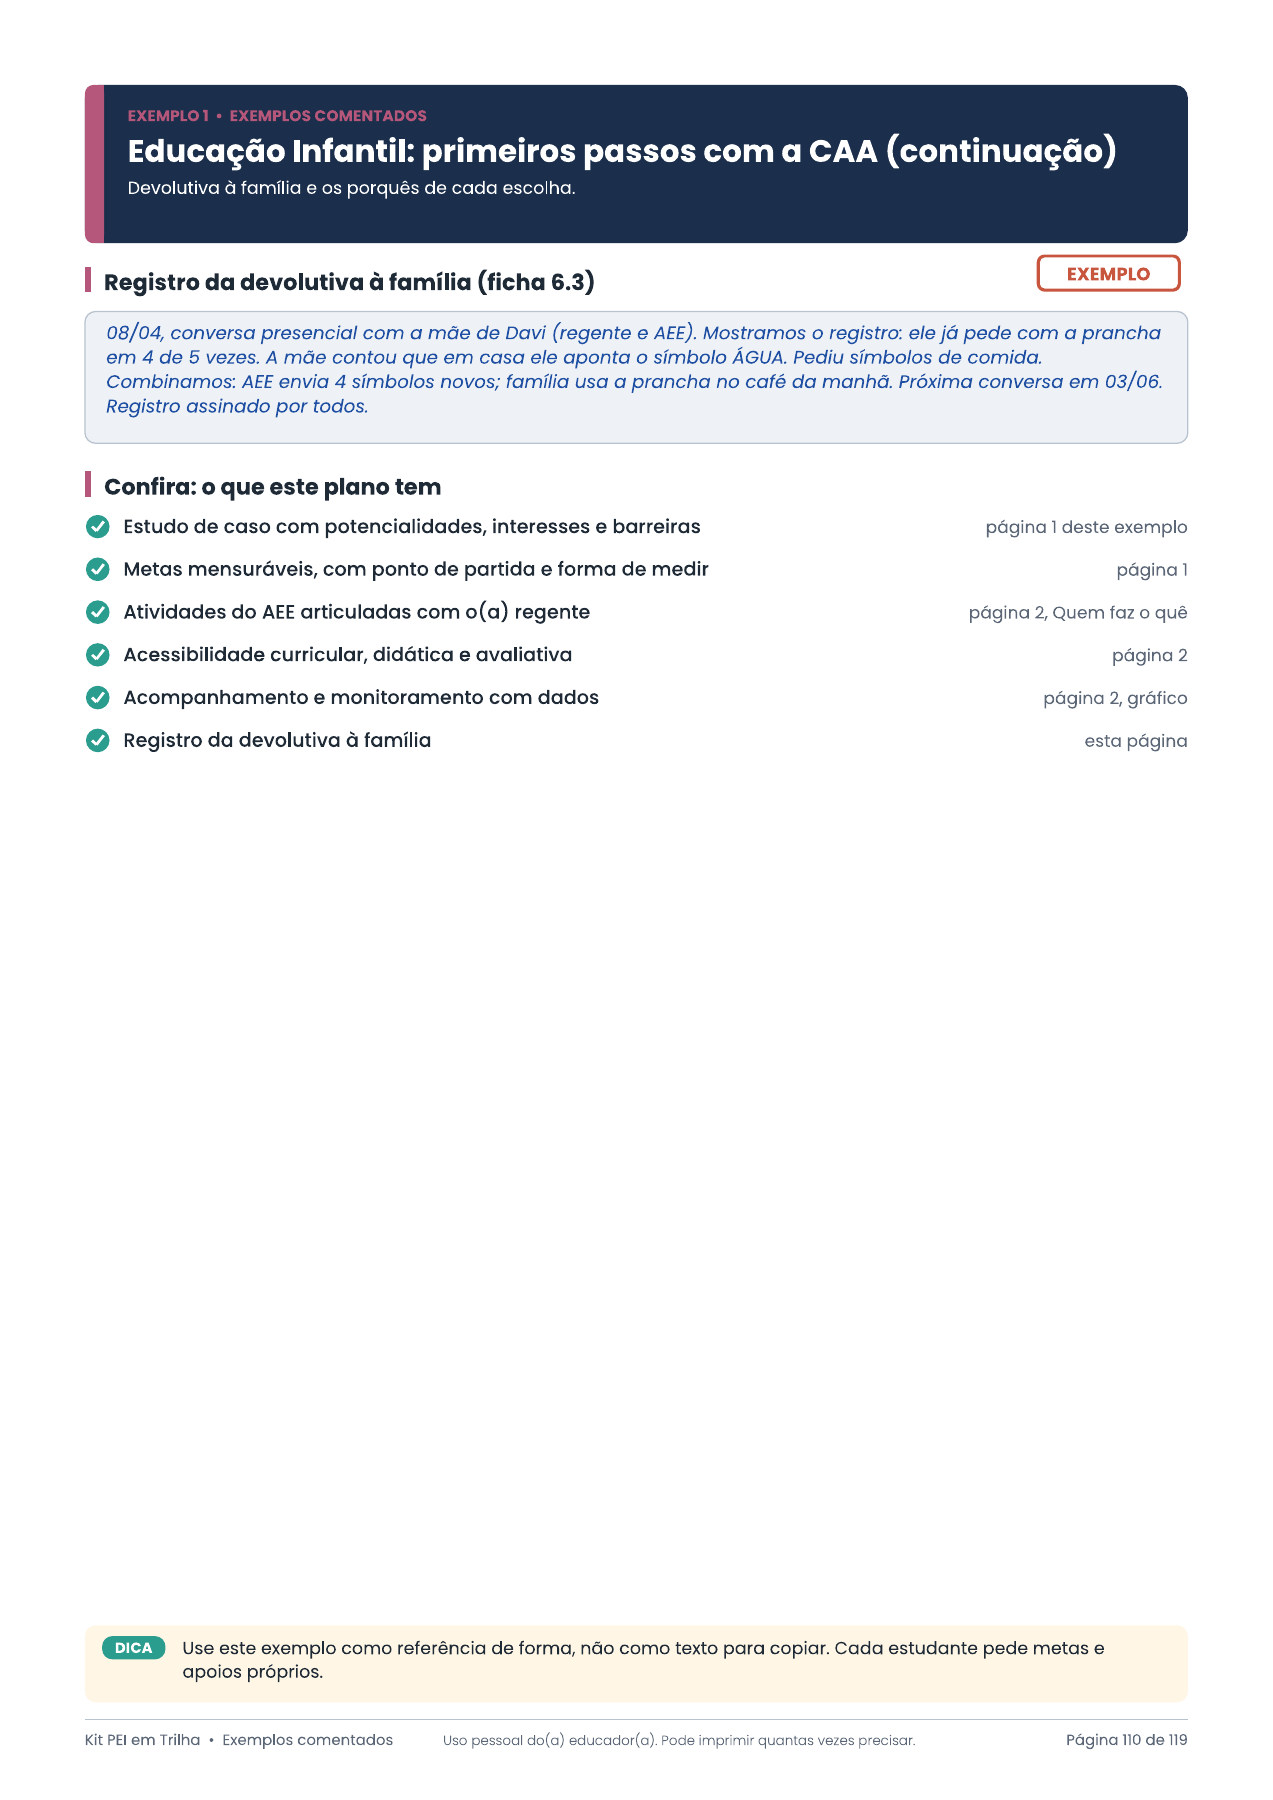 EXEMPLO 1 • EXEMPLOS COMENTADOS
Educação Infantil: primeiros passos com a CAA (continuação)
Devolutiva à família e os porquês de cada escolha.
Registro da devolutiva à família (ficha 6.3)
EXEMPLO
08/04, conversa presencial com a mãe de Davi (regente e AEE). Mostramos o registro: ele já pede com a prancha
em 4 de 5 vezes. A mãe contou que em casa ele aponta o símbolo ÁGUA. Pediu símbolos de comida.
Combinamos: AEE envia 4 símbolos novos; família usa a prancha no café da manhã. Próxima conversa em 03/06.
Registro assinado por todos.
Confira: o que este plano tem
Estudo de caso com potencialidades, interesses e barreiras página 1 deste exemplo
Metas mensuráveis, com ponto de partida e forma de medir página 1
Atividades do AEE articuladas com o(a) regente página 2, Quem faz o quê
Acessibilidade curricular, didática e avaliativa página 2
Acompanhamento e monitoramento com dados página 2, gráfico
Registro da devolutiva à família esta página
DICA Use este exemplo como referência de forma, não como texto para copiar. Cada estudante pede metas e
apoios próprios.
Kit PEI em Trilha • Exemplos comentados Uso pessoal do(a) educador(a). Pode imprimir quantas vezes precisar. Página 110 de 119